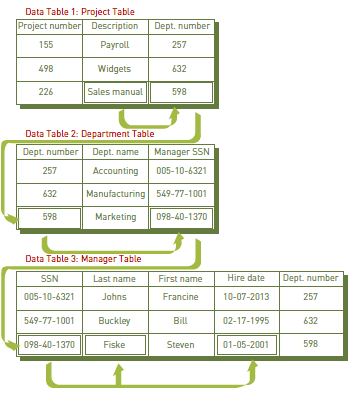 Data Table 1: Project Table
Project number Description Dept. number
155 Payroll 257
498 Widgets 632
226 Sales manual 598
Data Table 2: Department Table
Dept. number Dept. name Manager SSN
257 Accounting 005-10-6321
632 Manufacturing 549-77-1001
598 Marketing 098-40-1370
Data Table 3: Manager Table
SSN Last name First name Hire date Dept. number
005-10-6321 Johns Francine 10-07-2013 257
549-77-1001 Buckley Bill 02-17-1995 632
098-40-1370 Fiske Steven 01-05-2001 598